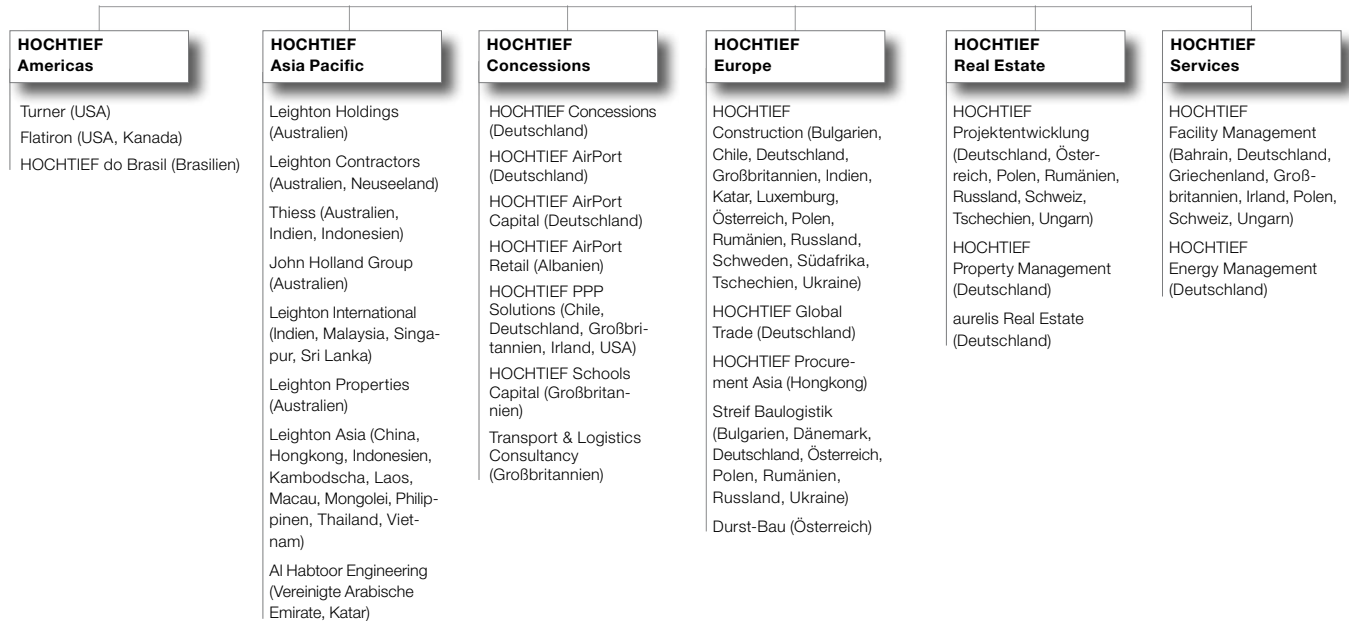 HOCHTIEF
Americas
Turner (USA)
Flatiron (USA, Kanada)
HOCHTIEF do Brasil (Brasilien)
HOCHTIEF
Asia Pacific
Leighton Holdings
(Australien)
Leighton Contractors
(Australien, Neuseeland)
Thiess (Australien,
Indien, Indonesien)
John Holland Group
(Australien)
Leighton International
(Indien, Malaysia, Singa-
pur, Sri Lanka)
Leighton Properties
(Australien)
Leighton Asia (China,
Hongkong, Indonesien,
Kambodscha, Laos,
Macau, Mongolei, Philip-
pinen, Thailand, Viet-
nam)
Al Habtoor Engineering
(Vereinigte Arabische
Emirate, Katar)
HOCHTIEF
Concessions
HOCHTIEF Concessions
(Deutschland)
HOCHTIEF AirPort
(Deutschland)
HOCHTIEF AirPort
Capital (Deutschland)
HOCHTIEF AirPort
Retail (Albanien)
HOCHTIEF PPP
Solutions (Chile,
Deutschland, Großbri-
tannien, Irland, USA)
HOCHTIEF Schools
Capital (Großbritan-
nien)
Transport & Logistics
Consultancy
(Großbritannien)
HOCHTIEF
Europe
HOCHTIEF
Construction (Bulgarien,
Chile, Deutschland,
Großbritannien, Indien,
Katar, Luxemburg,
Österreich, Polen,
Rumänien, Russland,
Schweden, Südafrika,
Tschechien, Ukraine)
HOCHTIEF Global
Trade (Deutschland)
HOCHTIEF Procure-
ment Asia (Hongkong)
Streif Baulogistik
(Bulgarien, Dänemark,
Deutschland, Österreich,
Polen, Rumänien,
Russland, Ukraine)
Durst-Bau (Österreich)
HOCHTIEF
Real Estate
HOCHTIEF
Projektentwicklung
(Deutschland, Öster-
reich, Polen, Rumänien,
Russland, Schweiz,
Tschechien, Ungarn)
HOCHTIEF
Property Management
(Deutschland)
aurelis Real Estate
(Deutschland)
HOCHTIEF
Services
HOCHTIEF
Facility Management
(Bahrain, Deutschland,
Griechenland, Groß-
britannien, Irland, Polen,
Schweiz, Ungarn)
HOCHTIEF
Energy Management
(Deutschland)